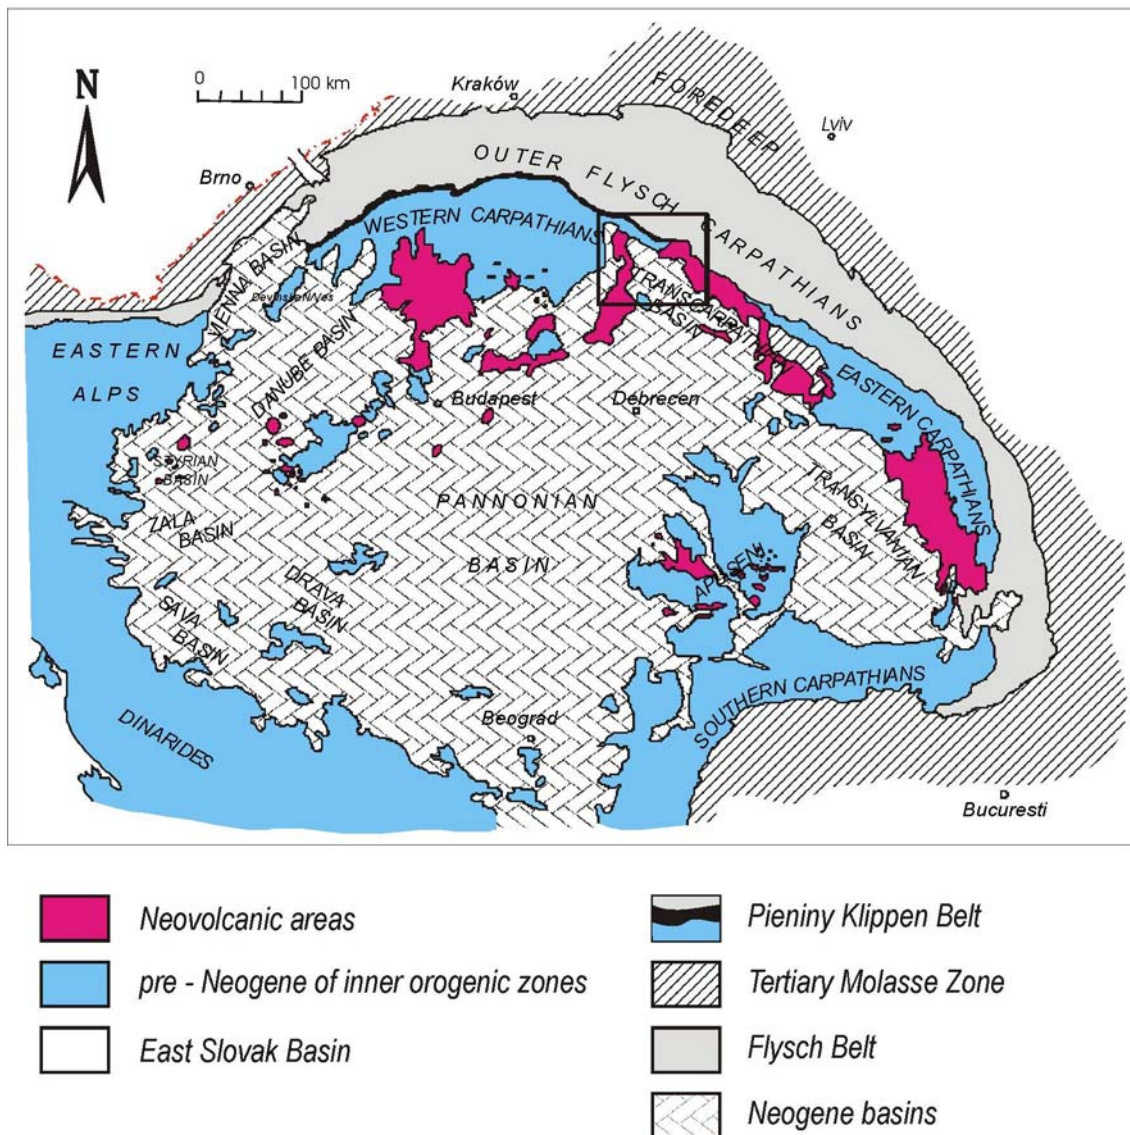 N
0 100 km
Kraków
FOREDEEP
Lviv
Brno
OUTER FLYSCH CARPATHIANS
WESTERN CARPATHIANS
VIENNA BASIN
TRANSCARPATHIAN
BASIN
EASTERN
ALPS
DANUBE BASIN
EASTERN CARPATHIANS
Budapest
Debrecen
STYRIAN
BASIN
ZALA
BASIN
PANNONIAN
BASIN
TRANSYLVANIAN
BASIN
APUSENI
DRAVA
BASIN
SAVA
BASIN
SOUTHERN CARPATHIANS
DINARIDES
Beograd
Bucuresti
Neovolcanic areas
pre - Neogene of inner orogenic zones
East Slovak Basin
Pieniny Klippen Belt
Tertiary Molasse Zone
Flysch Belt
Neogene basins